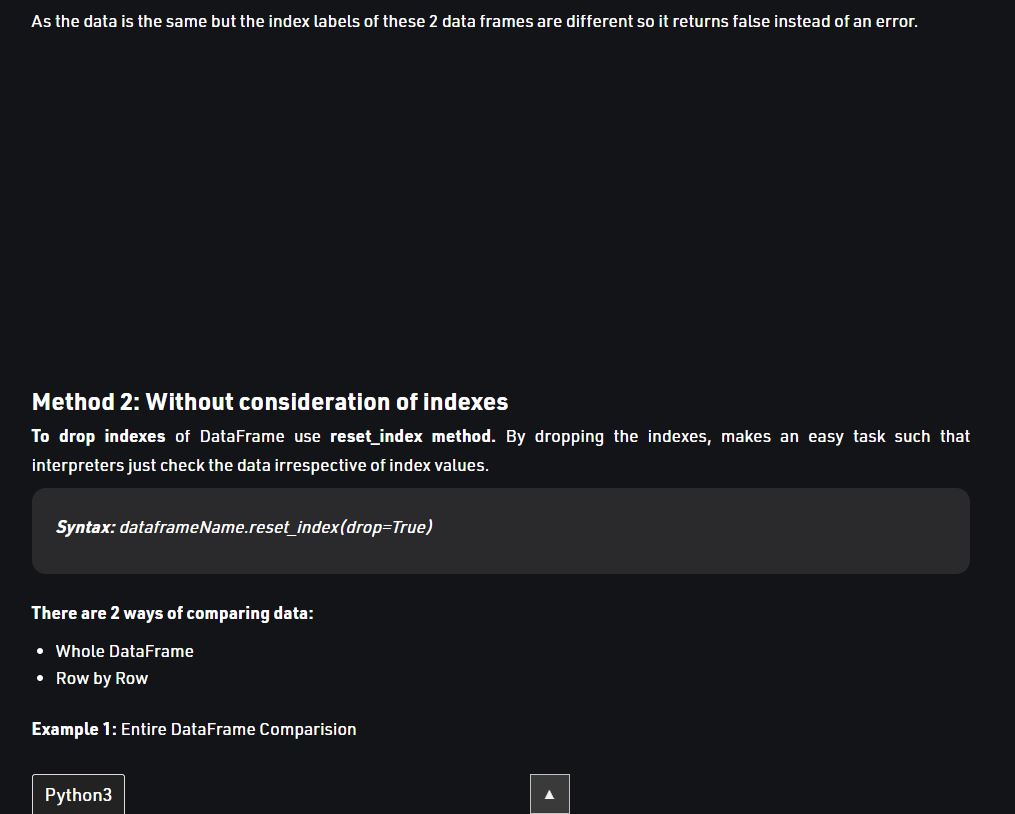 As the data is the same but the index labels of these 2 data frames are different so it returns false instead of an error.
Method 2: Without consideration of indexes
To drop indexes of DataFrame use reset_index method. By dropping the indexes, makes an easy task such that
interpreters just check the data irrespective of index values.
Syntax: dataframeName.reset_index(drop=True)
There are 2 ways of comparing data:
• Whole DataFrame
• Row by Row
Example 1: Entire DataFrame Comparision
Python3
▲